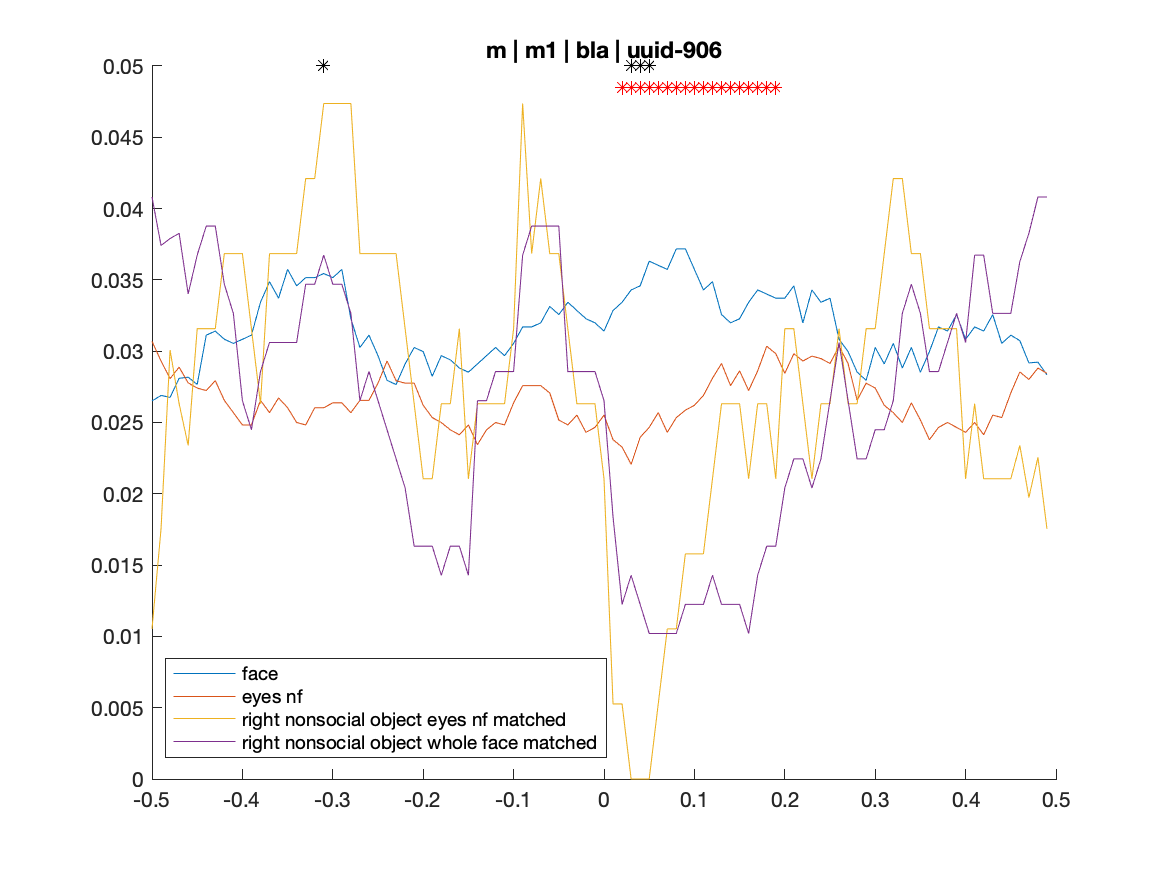 m | m1 | bla | uuid-906
0.05
0.045
0.04
0.035
0.03
0.025
0.02
0.015
0.01
0.005
0
face
eyes nf
right nonsocial object eyes nf matched
right nonsocial object whole face matched
-0.5 -0.4 -0.3 -0.2 -0.1 0 0.1 0.2 0.3 0.4 0.5